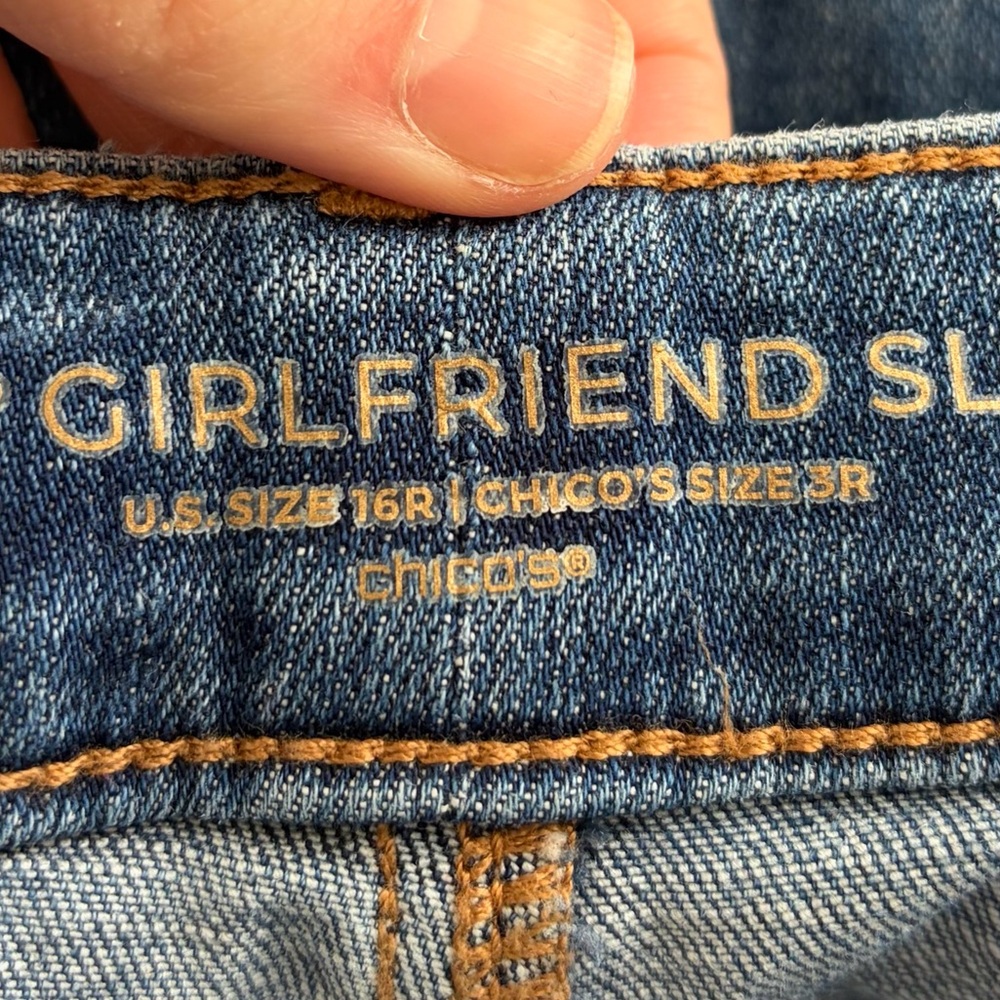 GIRLFRIEND SL
U.S. SIZE 16R | CHICO'S SIZE 3R
chico's®